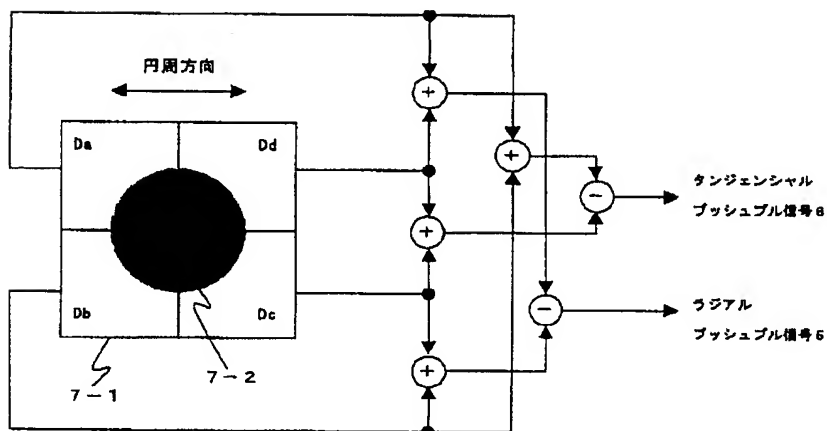 円周方向
Da
Dd
Db
Dc
7-1
7-2
+
+
+
+
-
-
タンジェンシャル
プッシュプル信号6
ラジアル
プッシュプル信号5